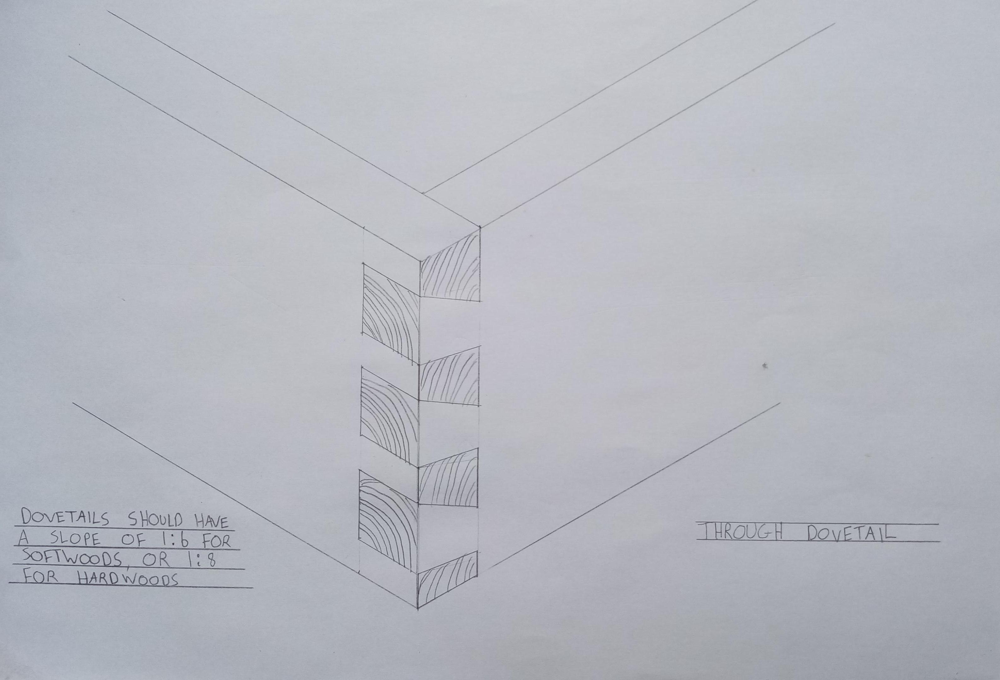 DOVETAILS SHOULD HAVE
A SLOPE OF 1:6 FOR
SOFTWOODS, OR 1:8
FOR HARDWOODS
THROUGH DOVETAIL